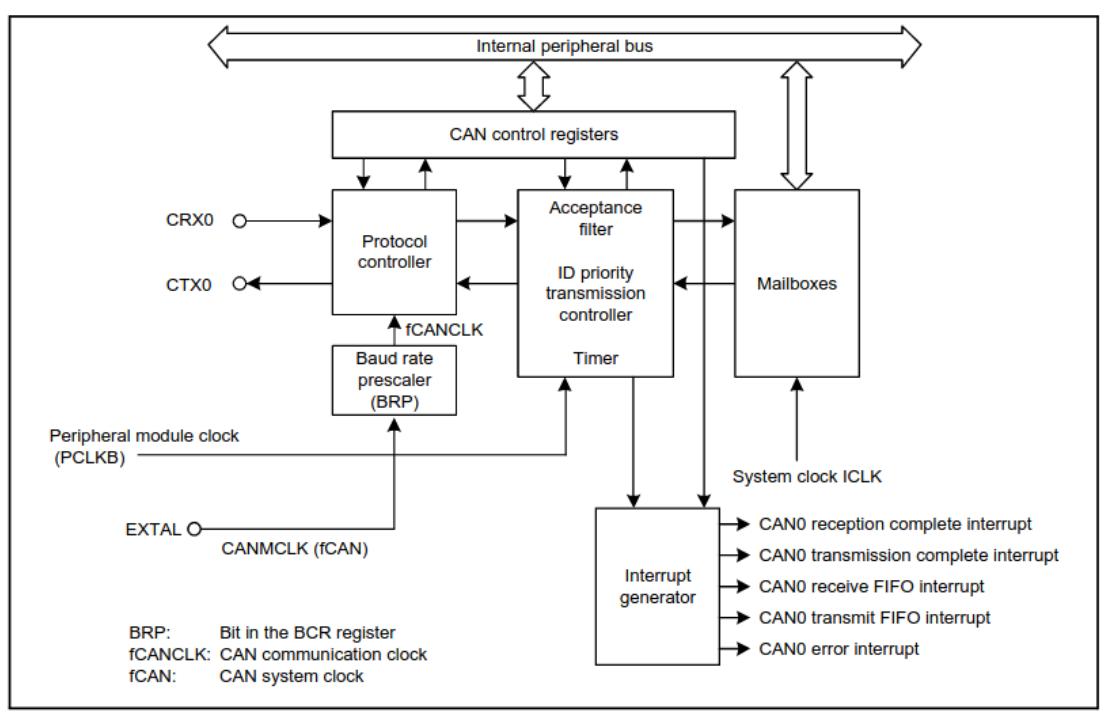 Internal peripheral bus
CAN control registers
CRX0
CTX0
Protocol
controller
Acceptance
filter
ID priority
transmission
controller
Timer
Mailboxes
fCANCLK
Baud rate
prescaler
(BRP)
Peripheral module clock
(PCLKB)
System clock ICLK
EXTAL
CANMCLK (fCAN)
Interrupt
generator
CAN0 reception complete interrupt
CAN0 transmission complete interrupt
CAN0 receive FIFO interrupt
CAN0 transmit FIFO interrupt
CAN0 error interrupt
BRP: Bit in the BCR register
fCANCLK: CAN communication clock
fCAN: CAN system clock